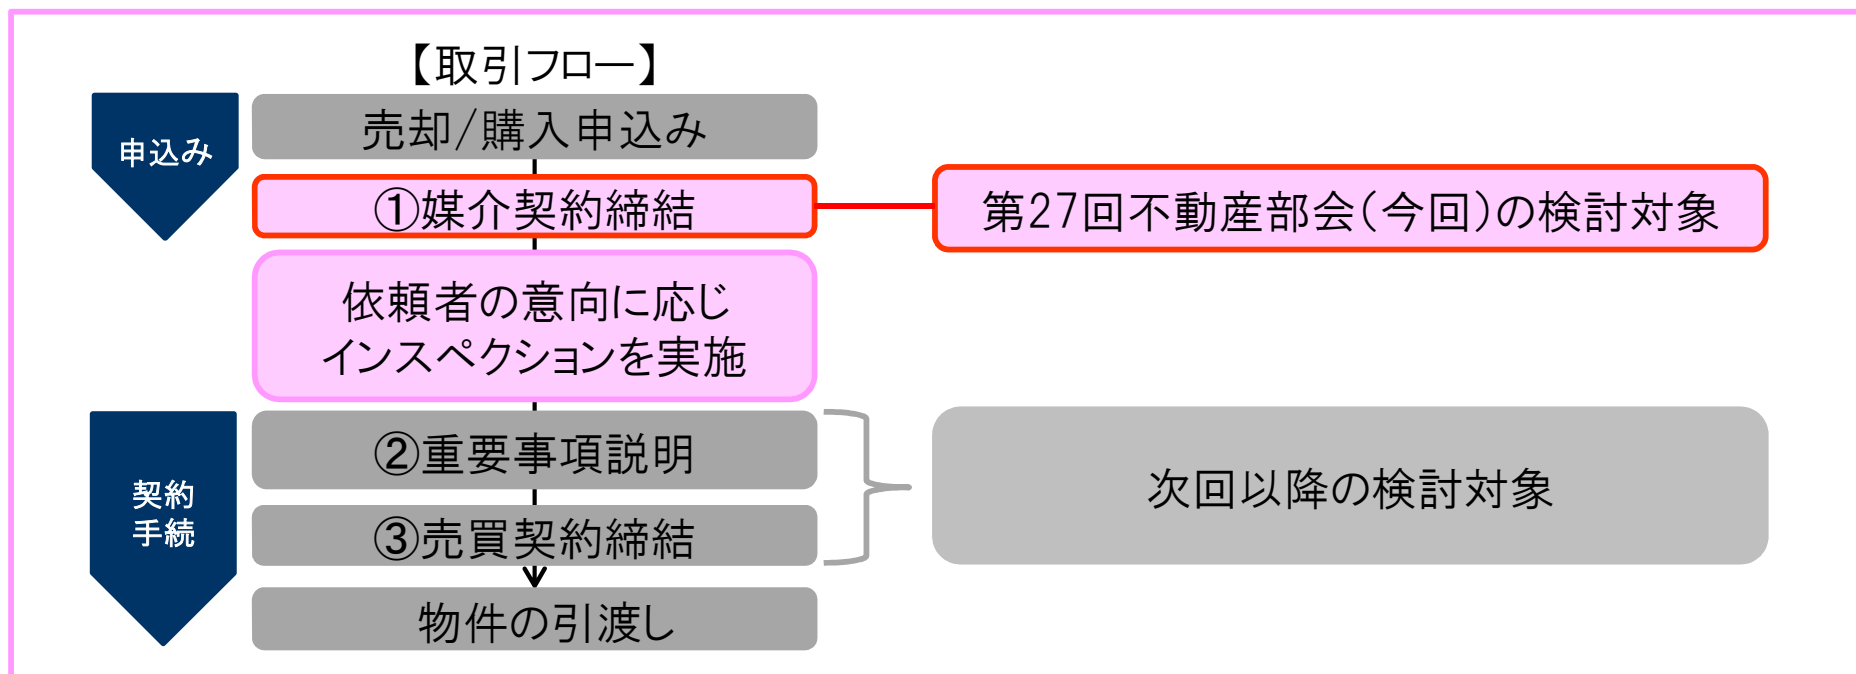 【取引フロー】
申込み
売却/購入申込み
①媒介契約締結
第27回不動産部会(今回)の検討対象
依頼者の意向に応じ
インスペクションを実施
契約
手続
②重要事項説明
③売買契約締結
次回以降の検討対象
物件の引渡し